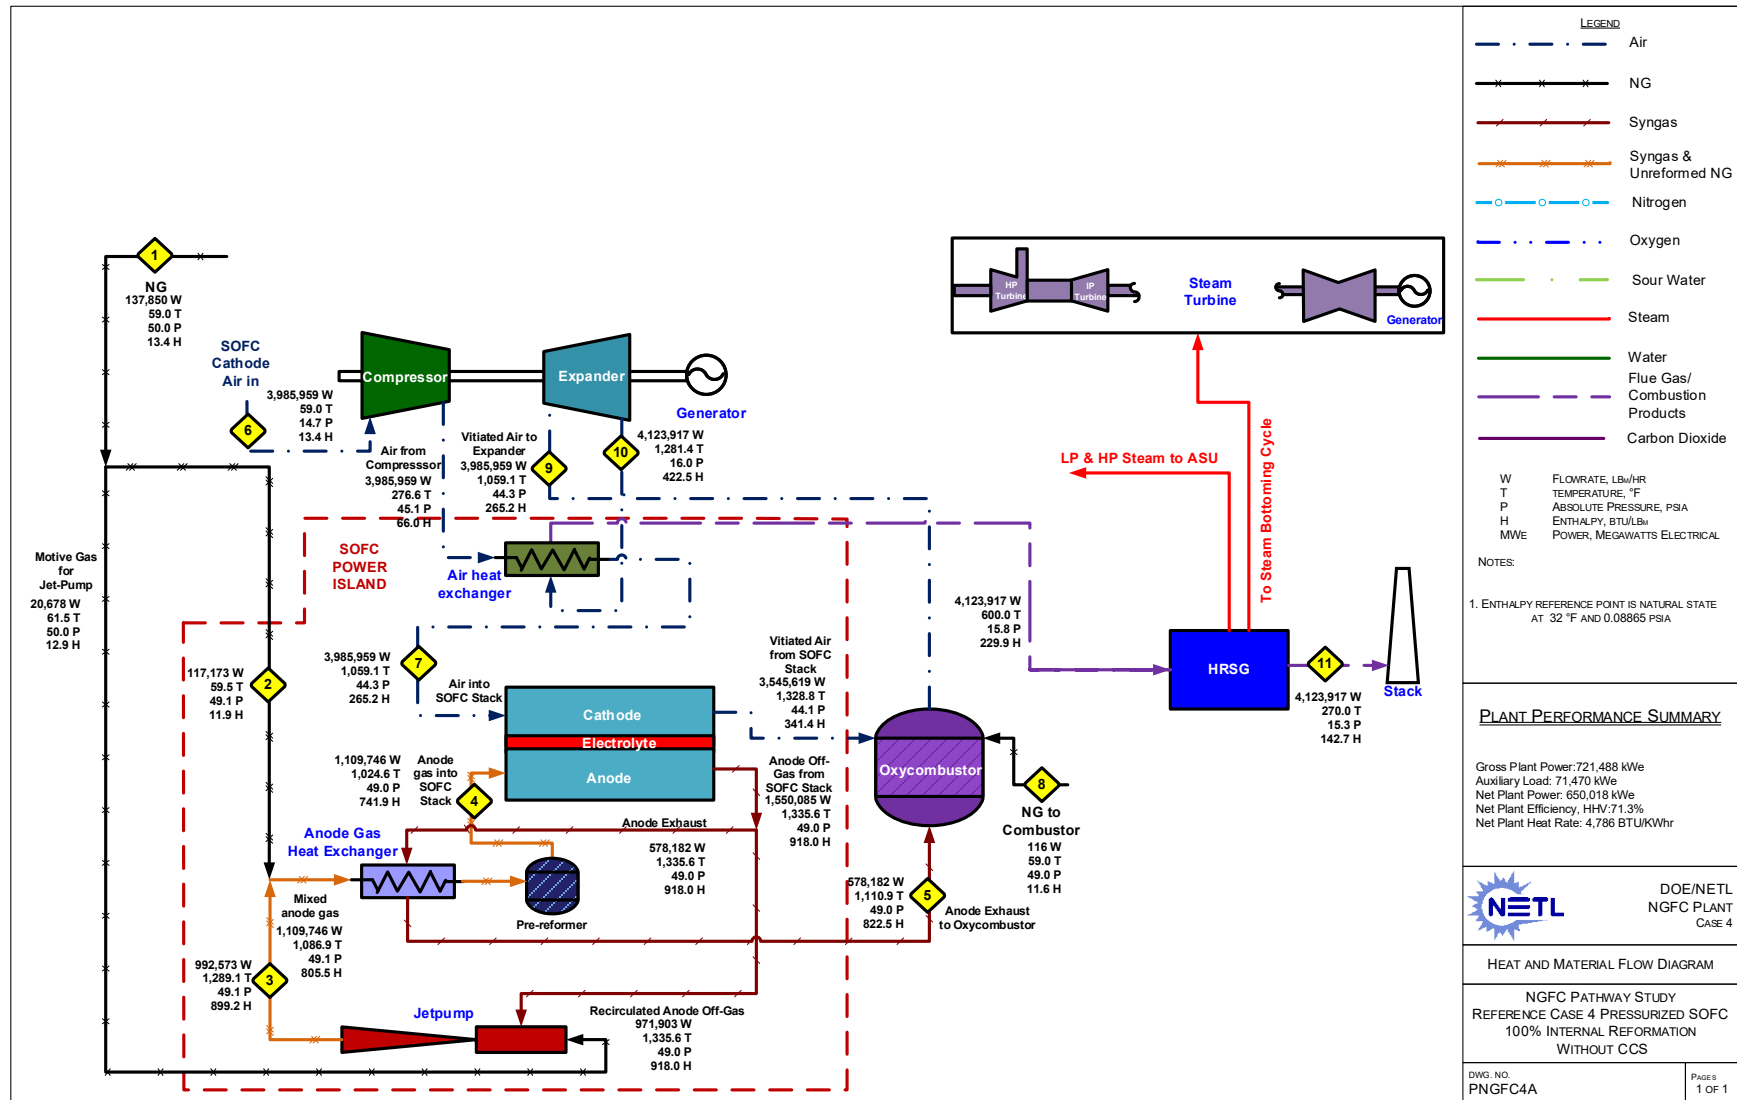 1
NG
137,850 W
59.0 T
50.0 P
13.4 H
SOFC
Cathode
Air in
6
3,985,959 W
59.0 T
14.7 P
13.4 H
Compressor
Expander
Generator
Air from
Compresssor
3,985,959 W
276.6 T
45.1 P
66.0 H
Vitiated Air to
Expander
3,985,959 W
1,059.1 T
44.3 P
265.2 H
9
10
4,123,917 W
1,281.4 T
16.0 P
422.5 H
HP
Turbine
IP
Turbine
Steam
Turbine
Generator
LP & HP Steam to ASU
To Steam Bottoming Cycle
SOFC
POWER
ISLAND
Air heat
exchanger
Motive Gas
for
Jet-Pump
20,678 W
61.5 T
50.0 P
12.9 H
117,173 W
59.5 T
49.1 P
11.9 H
2
3,985,959 W
1,059.1 T
44.3 P
265.2 H
7
Air into
SOFC Stack
Cathode
Electrolyte
Anode
Vitiated Air
from SOFC
Stack
3,545,619 W
1,328.8 T
44.1 P
341.4 H
4,123,917 W
600.0 T
15.8 P
229.9 H
HRSG
11
4,123,917 W
270.0 T
15.3 P
142.7 H
Stack
1,109,746 W
1,024.6 T
49.0 P
741.9 H
Anode
gas into
SOFC
Stack
4
Anode Off-
Gas from
SOFC Stack
1,550,085 W
1,335.6 T
49.0 P
918.0 H
Oxycombustor
8
NG to
Combustor
116 W
59.0 T
49.0 P
11.6 H
Anode Gas
Heat Exchanger
Anode Exhaust
578,182 W
1,335.6 T
49.0 P
918.0 H
Pre-reformer
578,182 W
1,110.9 T
49.0 P
822.5 H
5
Anode Exhaust
to Oxycombustor
Mixed
anode gas
1,109,746 W
1,086.9 T
49.1 P
805.5 H
992,573 W
1,289.1 T
49.1 P
899.2 H
3
Jetpump
Recirculated Anode Off-Gas
971,903 W
1,335.6 T
49.0 P
918.0 H
LEGEND
Air
NG
Syngas
Syngas &
Unreformed NG
Nitrogen
Oxygen
Sour Water
Steam
Water
Flue Gas/
Combustion
Products
Carbon Dioxide
W FLOWRATE, LBM/HR
T TEMPERATURE, °F
P ABSOLUTE PRESSURE, PSIA
H ENTHALPY, BTU/LBM
MWE POWER, MEGAWATTS ELECTRICAL
NOTES:
1. ENTHALPY REFERENCE POINT IS NATURAL STATE
AT 32 °F AND 0.08865 PSIA
PLANT PERFORMANCE SUMMARY
Gross Plant Power:721,488 kWe
Auxiliary Load: 71,470 kWe
Net Plant Power: 650,018 kWe
Net Plant Efficiency, HHV:71.3%
Net Plant Heat Rate: 4,786 BTU/KWhr
NETL
DOE/NETL
NGFC PLANT
CASE 4
HEAT AND MATERIAL FLOW DIAGRAM
NGFC PATHWAY STUDY
REFERENCE CASE 4 PRESSURIZED SOFC
100% INTERNAL REFORMATION
WITHOUT CCS
DWG. NO.
PNGFC4A
PAGES
1 OF 1